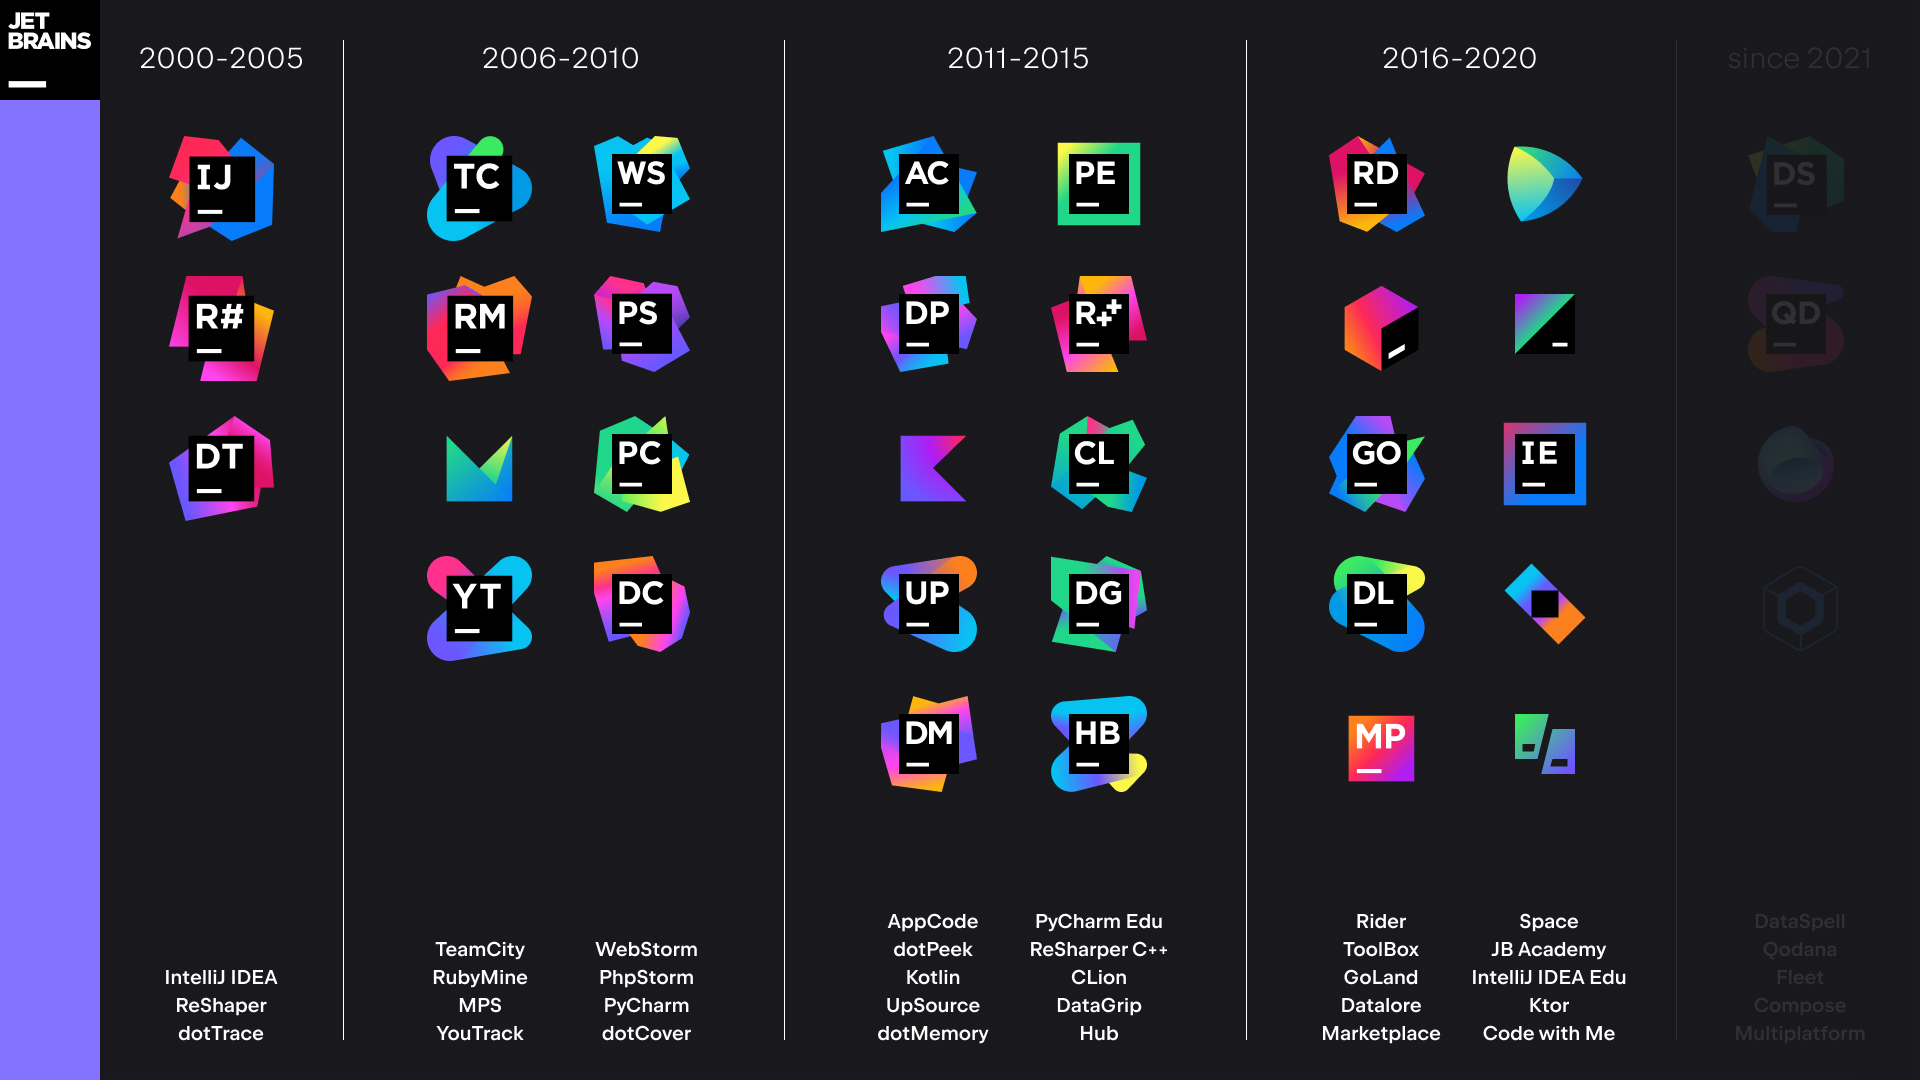 JET
BRAINS
2000-2005
2006-2010
2011-2015
2016-2020
since 2021
IJ
TC
WS
AC
PE
RD
DS
R#
RM
PS
DP
R++
QD
DT
PC
CL
GO
IE
YT
DC
UP
DG
DL
DM
HB
MP
IntelliJ IDEA
ReShaper
dotTrace
TeamCity
RubyMine
MPS
YouTrack
WebStorm
PhpStorm
PyCharm
dotCover
AppCode
dotPeek
Kotlin
UpSource
dotMemory
PyCharm Edu
ReSharper C++
CLion
DataGrip
Hub
Rider
ToolBox
GoLand
Datalore
Marketplace
Space
JB Academy
IntelliJ IDEA Edu
Ktor
Code with Me
DataSpell
Qodana
Fleet
Compose
Multiplatform